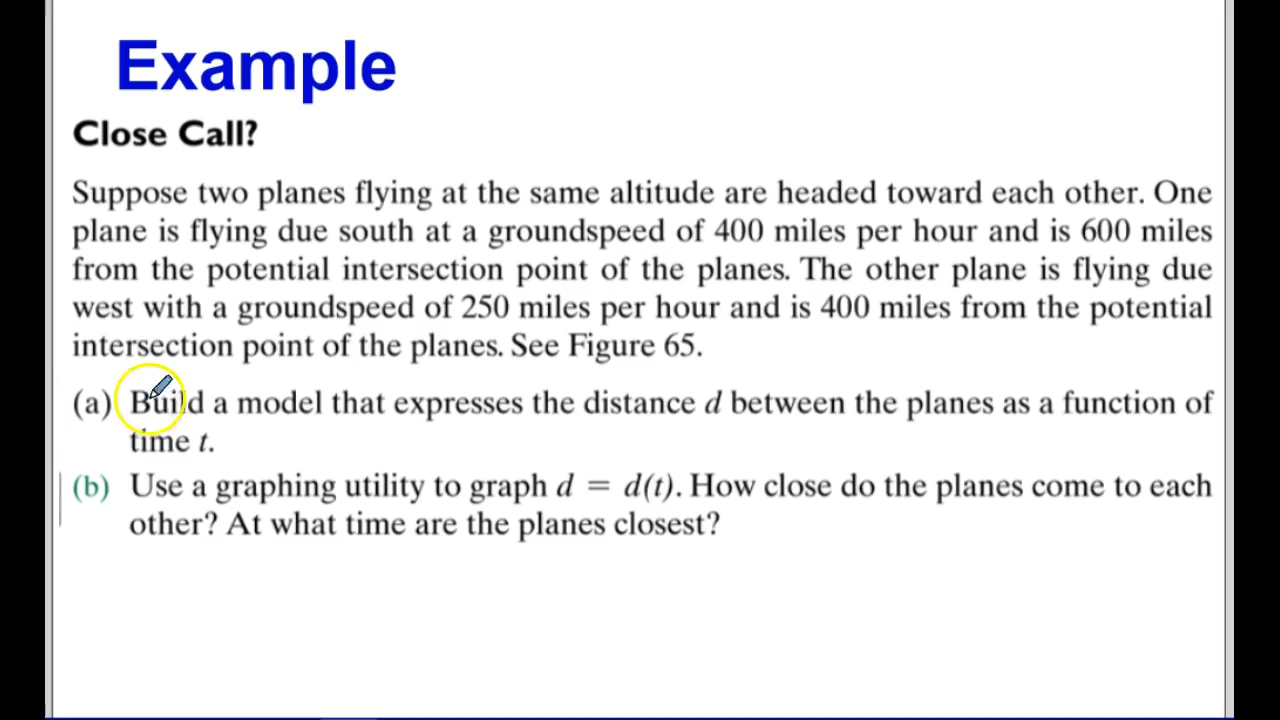 Example
Close Call?
Suppose two planes flying at the same altitude are headed toward each other. One
plane is flying due south at a groundspeed of 400 miles per hour and is 600 miles
from the potential intersection point of the planes. The other plane is flying due
west with a groundspeed of 250 miles per hour and is 400 miles from the potential
intersection point of the planes. See Figure 65.
(a) Build a model that expresses the distance d between the planes as a function of
time t.
(b) Use a graphing utility to graph d = d(t). How close do the planes come to each
other? At what time are the planes closest?